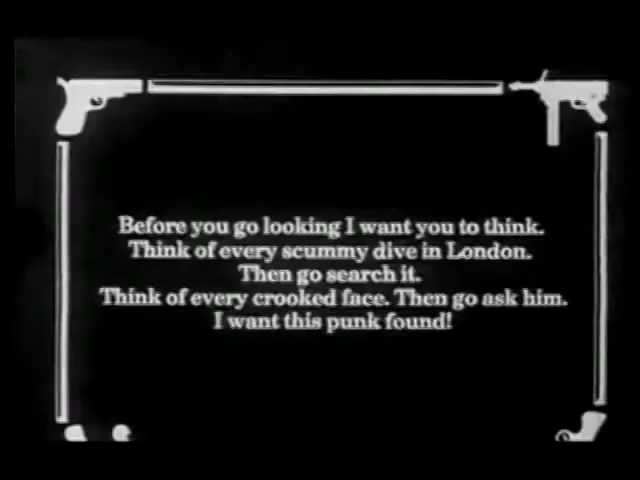 Before you go looking I want you to think.
Think of every scummy dive in London.
Then go search it.
Think of every crooked face. Then go ask him.
I want this punk found!